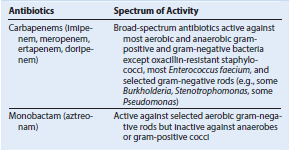 Antibiotics Spectrum of Activity
Carbapenems (imipe- Broad-spectrum antibiotics active against
nem, meropenem, most aerobic and anaerobic gram-
ertapenem, doripe- positive and gram-negative bacteria
nem) except oxacillin-resistant staphylo-
cocci, most Enterococcus faecium, and
selected gram-negative rods (e.g., some
Burkholderia, Stenotrophomonas, some
Pseudomonas)
Monobactam (aztreo- Active against selected aerobic gram-nega-
nam) tive rods but inactive against anaerobes
or gram-positive cocci